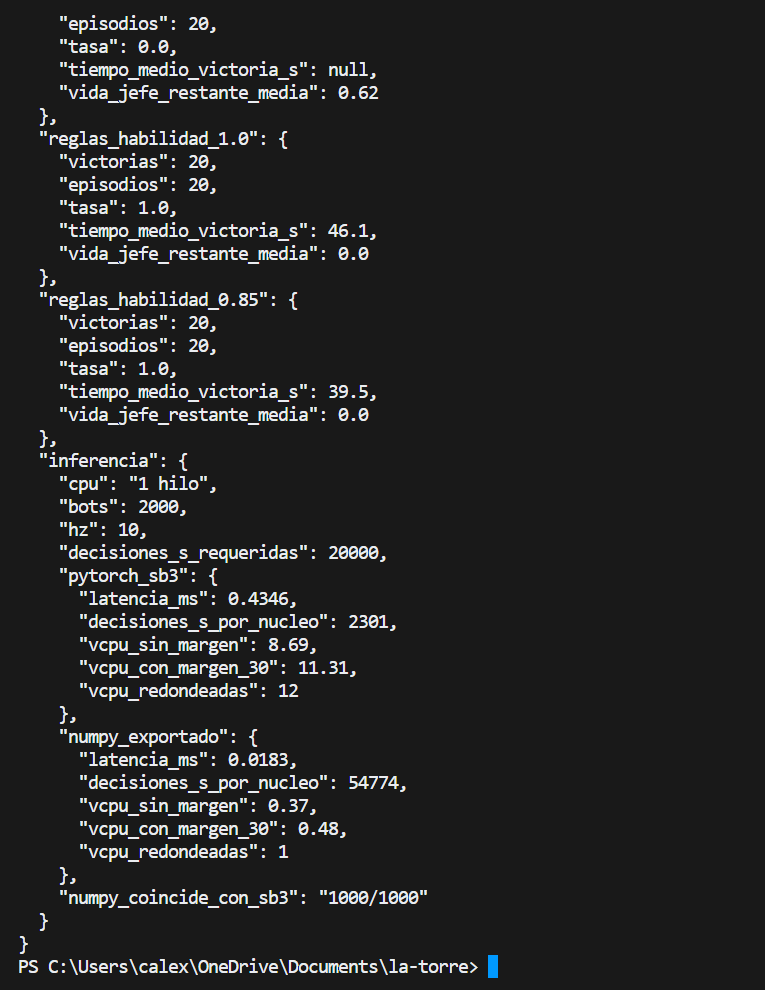 "episodios": 20,
"tasa": 0.0,
"tiempo_medio_victoria_s": null,
"vida_jefe_restante_media": 0.62
},
"reglas_habilidad_1.0": {
"victorias": 20,
"episodios": 20,
"tasa": 1.0,
"tiempo_medio_victoria_s": 46.1,
"vida_jefe_restante_media": 0.0
},
"reglas_habilidad_0.85": {
"victorias": 20,
"episodios": 20,
"tasa": 1.0,
"tiempo_medio_victoria_s": 39.5,
"vida_jefe_restante_media": 0.0
},
"inferencia": {
"cpu": "1 hilo",
"bots": 2000,
"hz": 10,
"decisiones_s_requeridas": 20000,
"pytorch_sb3": {
"latencia_ms": 0.4346,
"decisiones_s_por_nucleo": 2301,
"vcpu_sin_margen": 8.69,
"vcpu_con_margen_30": 11.31,
"vcpu_redondeadas": 12
},
"numpy_exportado": {
"latencia_ms": 0.0183,
"decisiones_s_por_nucleo": 54774,
"vcpu_sin_margen": 0.37,
"vcpu_con_margen_30": 0.48,
"vcpu_redondeadas": 1
},
"numpy_coincide_con_sb3": "1000/1000"
}
}
PS C:\Users\calex\OneDrive\Documents\la-torre>